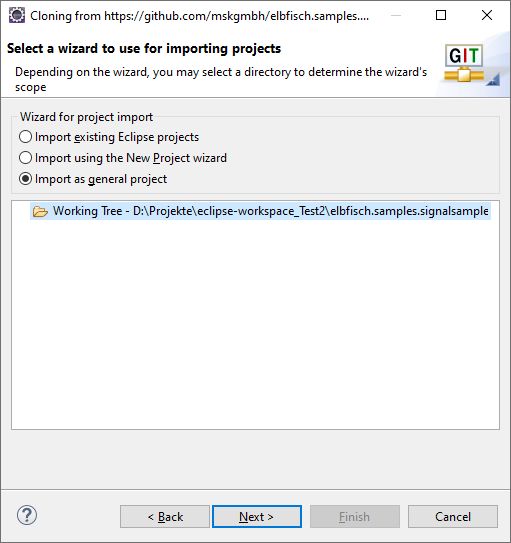 Cloning from https://github.com/mskgmbh/elbfisch.samples....
Select a wizard to use for importing projects
Depending on the wizard, you may select a directory to determine the wizard's
scope
GIT
Wizard for project import
Import existing Eclipse projects
Import using the New Project wizard
Import as general project
Working Tree - D:\Projekte\eclipse-workspace_Test2\elbfisch.samples.signalsample
?
< Back
Next >
Finish
Cancel